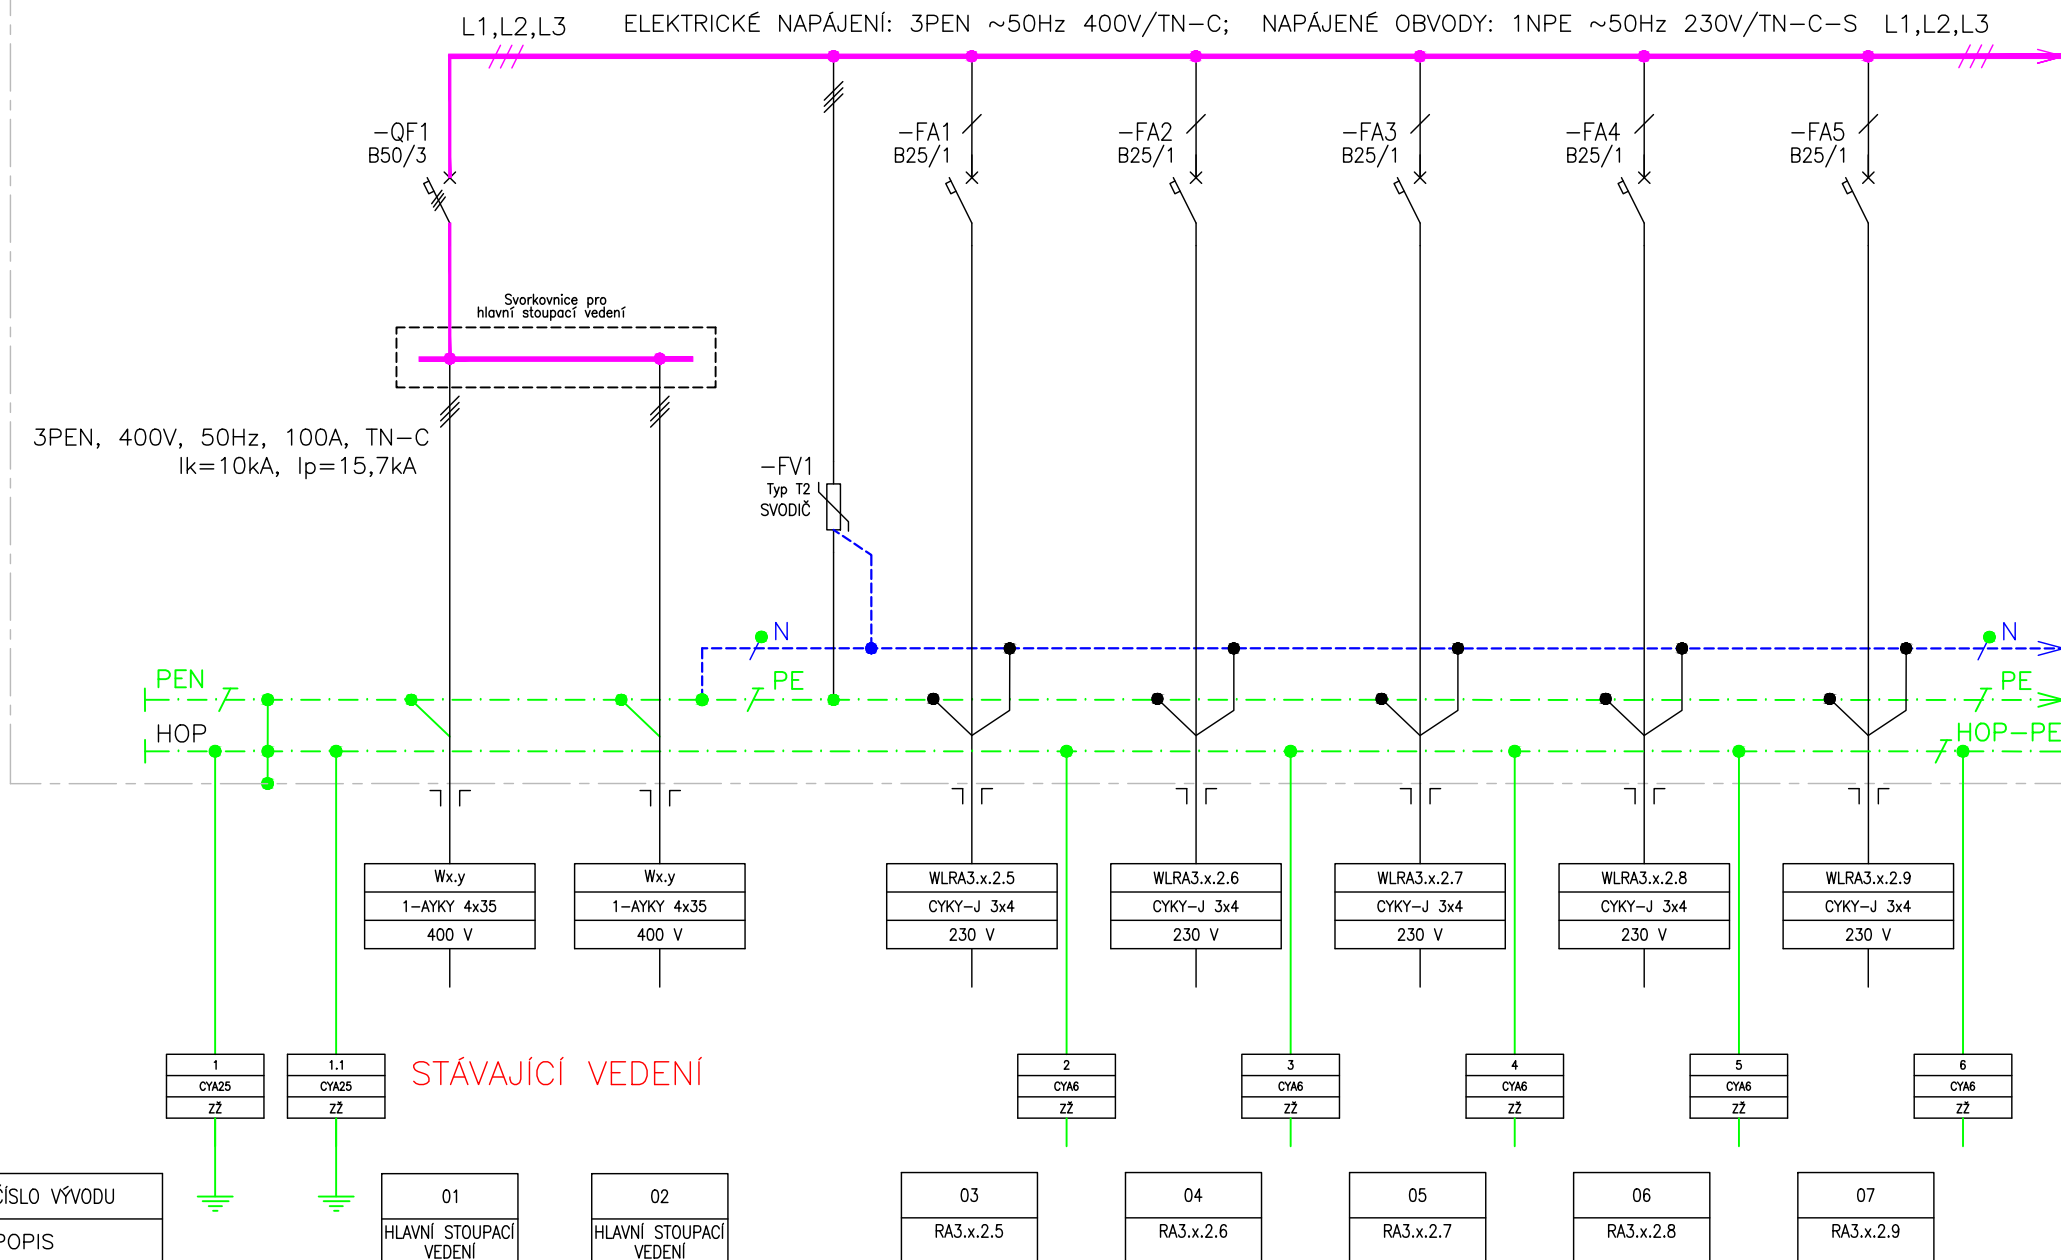 L1,L2,L3
ELEKTRICKÉ NAPÁJENÍ: 3PEN ~50Hz 400V/TN-C; NAPÁJENÉ OBVODY: 1NPE ~50Hz 230V/TN-C-S
L1,L2,L3
-QF1
B50/3
-FA1
B25/1
-FA2
B25/1
-FA3
B25/1
-FA4
B25/1
-FA5
B25/1
Svorkovnice pro
hlavní stoupací vedení
3PEN, 400V, 50Hz, 100A, TN-C
Ik=10kA, Ip=15,7kA
-FV1
Typ T2
SVODIČ
N
N
PEN
PE
PE
HOP
HOP-PE
Wx.y
1-AYKY 4x35
400 V
Wx.y
1-AYKY 4x35
400 V
WLRA3.x.2.5
CYKY-J 3x4
230 V
WLRA3.x.2.6
CYKY-J 3x4
230 V
WLRA3.x.2.7
CYKY-J 3x4
230 V
WLRA3.x.2.8
CYKY-J 3x4
230 V
WLRA3.x.2.9
CYKY-J 3x4
230 V
1
CYA25
ZŽ
1.1
CYA25
ZŽ
STÁVAJÍCÍ VEDENÍ
2
CYA6
ZŽ
3
CYA6
ZŽ
4
CYA6
ZŽ
5
CYA6
ZŽ
6
CYA6
ZŽ
ČÍSLO VÝVODU
POPIS
01
HLAVNÍ STOUPACÍ
VEDENÍ
02
HLAVNÍ STOUPACÍ
VEDENÍ
03
RA3.x.2.5
04
RA3.x.2.6
05
RA3.x.2.7
06
RA3.x.2.8
07
RA3.x.2.9